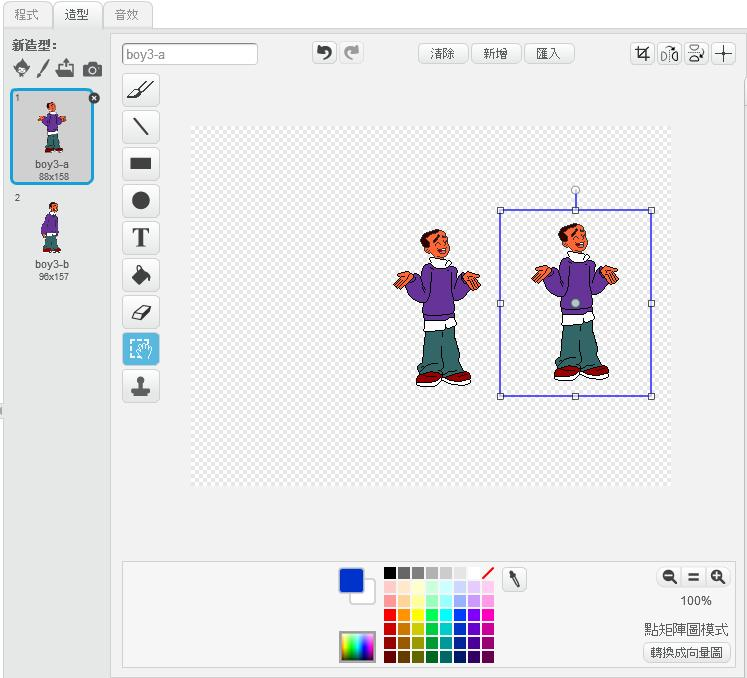 程式 造型 音效
新造型:
boy3-a
清除 新增 匯入
1
boy3-a
88x158
2
boy3-b
96x157
T
100%
點矩陣圖模式
轉換成向量圖